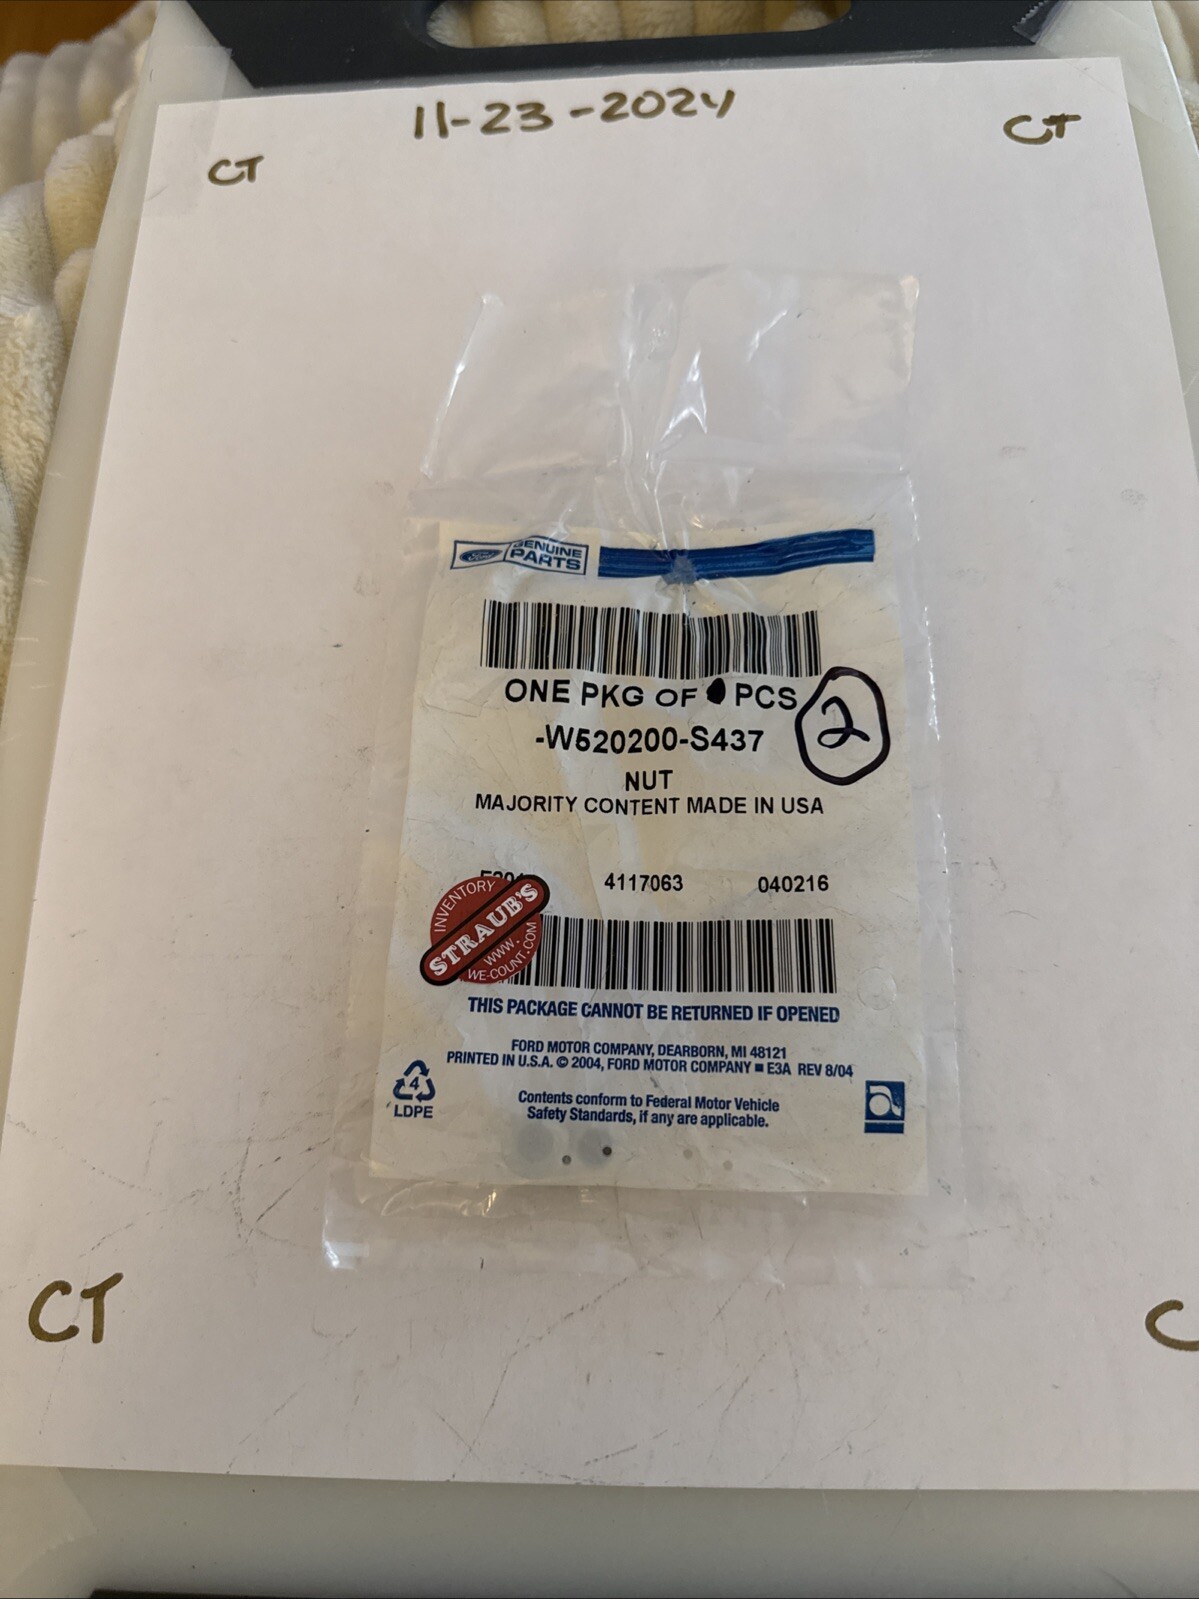 11-23-2024
CT
CT
Ford
GENUINE
PARTS
ONE PKG OF PCS
2
-W520200-S437
NUT
MAJORITY CONTENT MADE IN USA
4117063 040216
INVENTORY
STRAUB'S
WWW.
WE-COUNT.COM
THIS PACKAGE CANNOT BE RETURNED IF OPENED
FORD MOTOR COMPANY, DEARBORN, MI 48121
PRINTED IN U.S.A. © 2004, FORD MOTOR COMPANY ■ E3A REV 8/04
4
LDPE
Contents conform to Federal Motor Vehicle
Safety Standards, if any are applicable.
CT
C